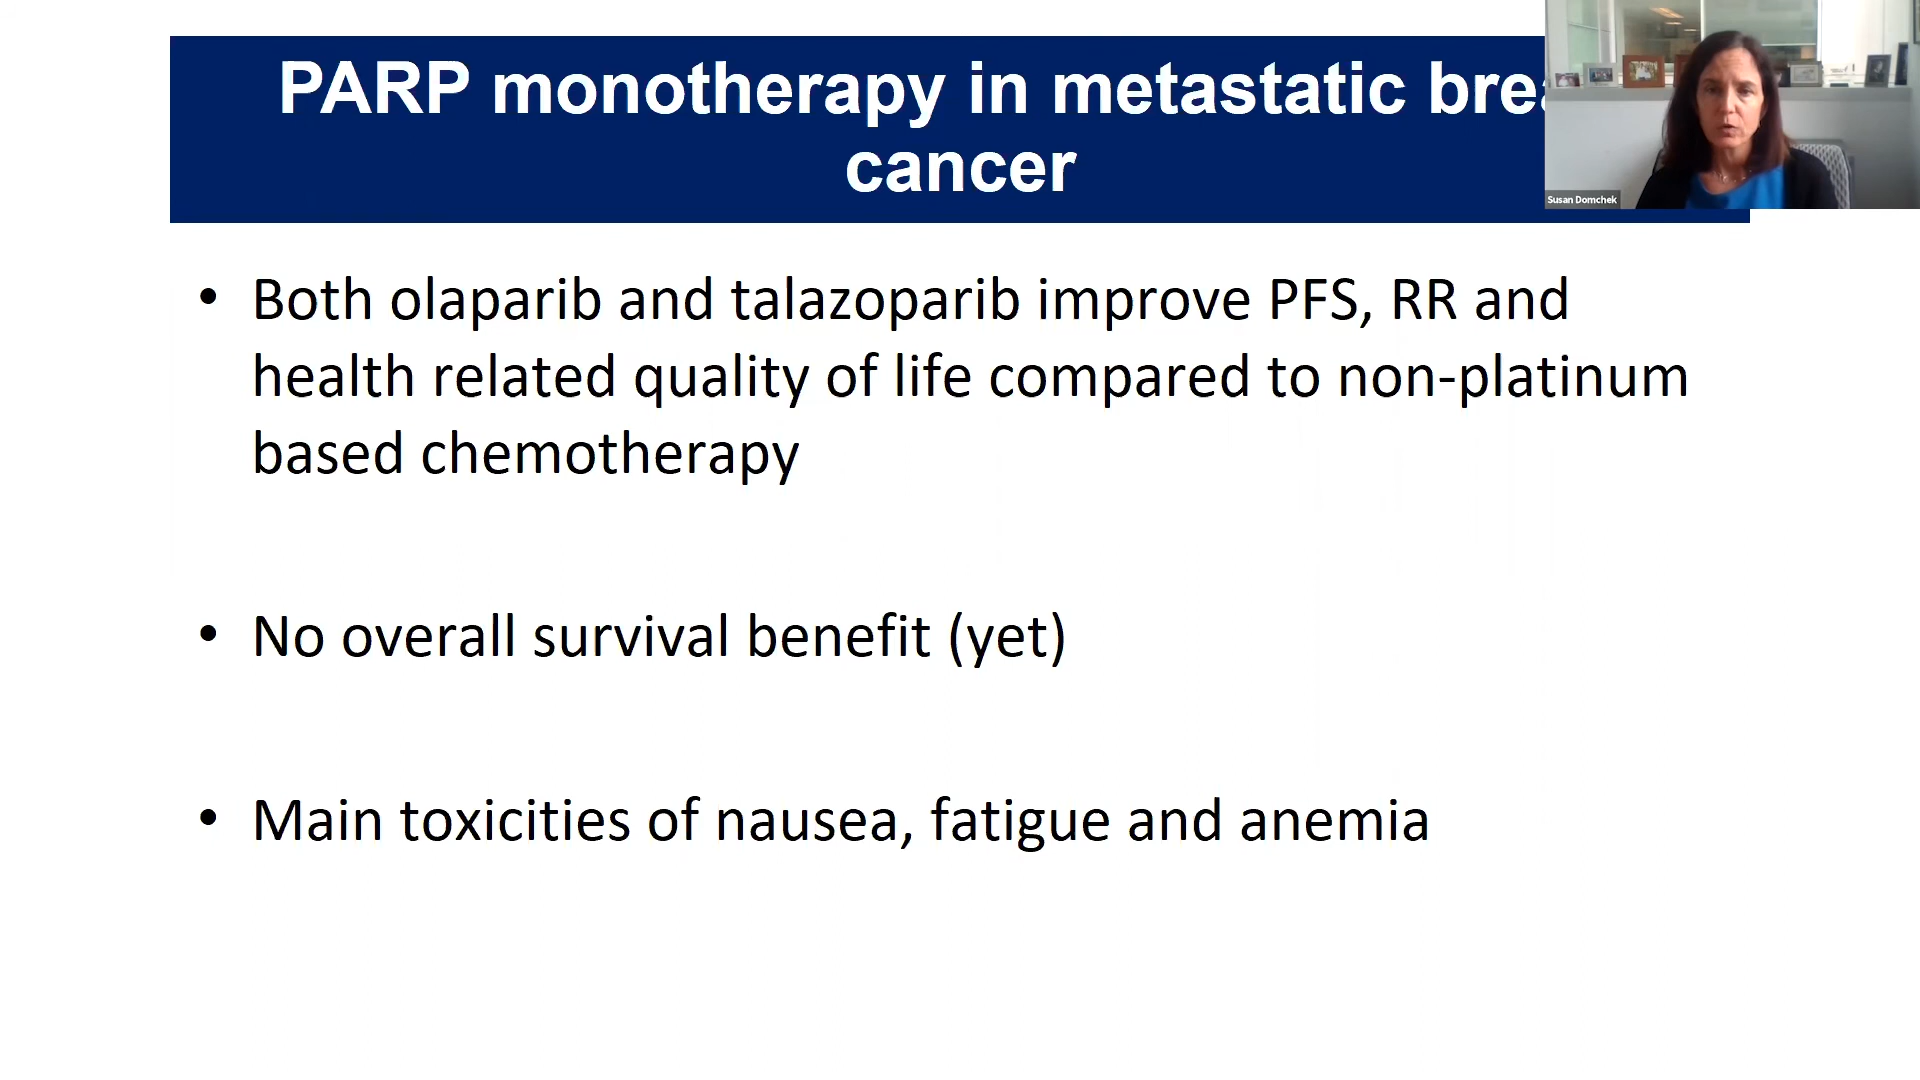 PARP monotherapy in metastatic brea
cancer
Susan Domchek
• Both olaparib and talazoparib improve PFS, RR and
health related quality of life compared to non-platinum
based chemotherapy
• No overall survival benefit (yet)
• Main toxicities of nausea, fatigue and anemia